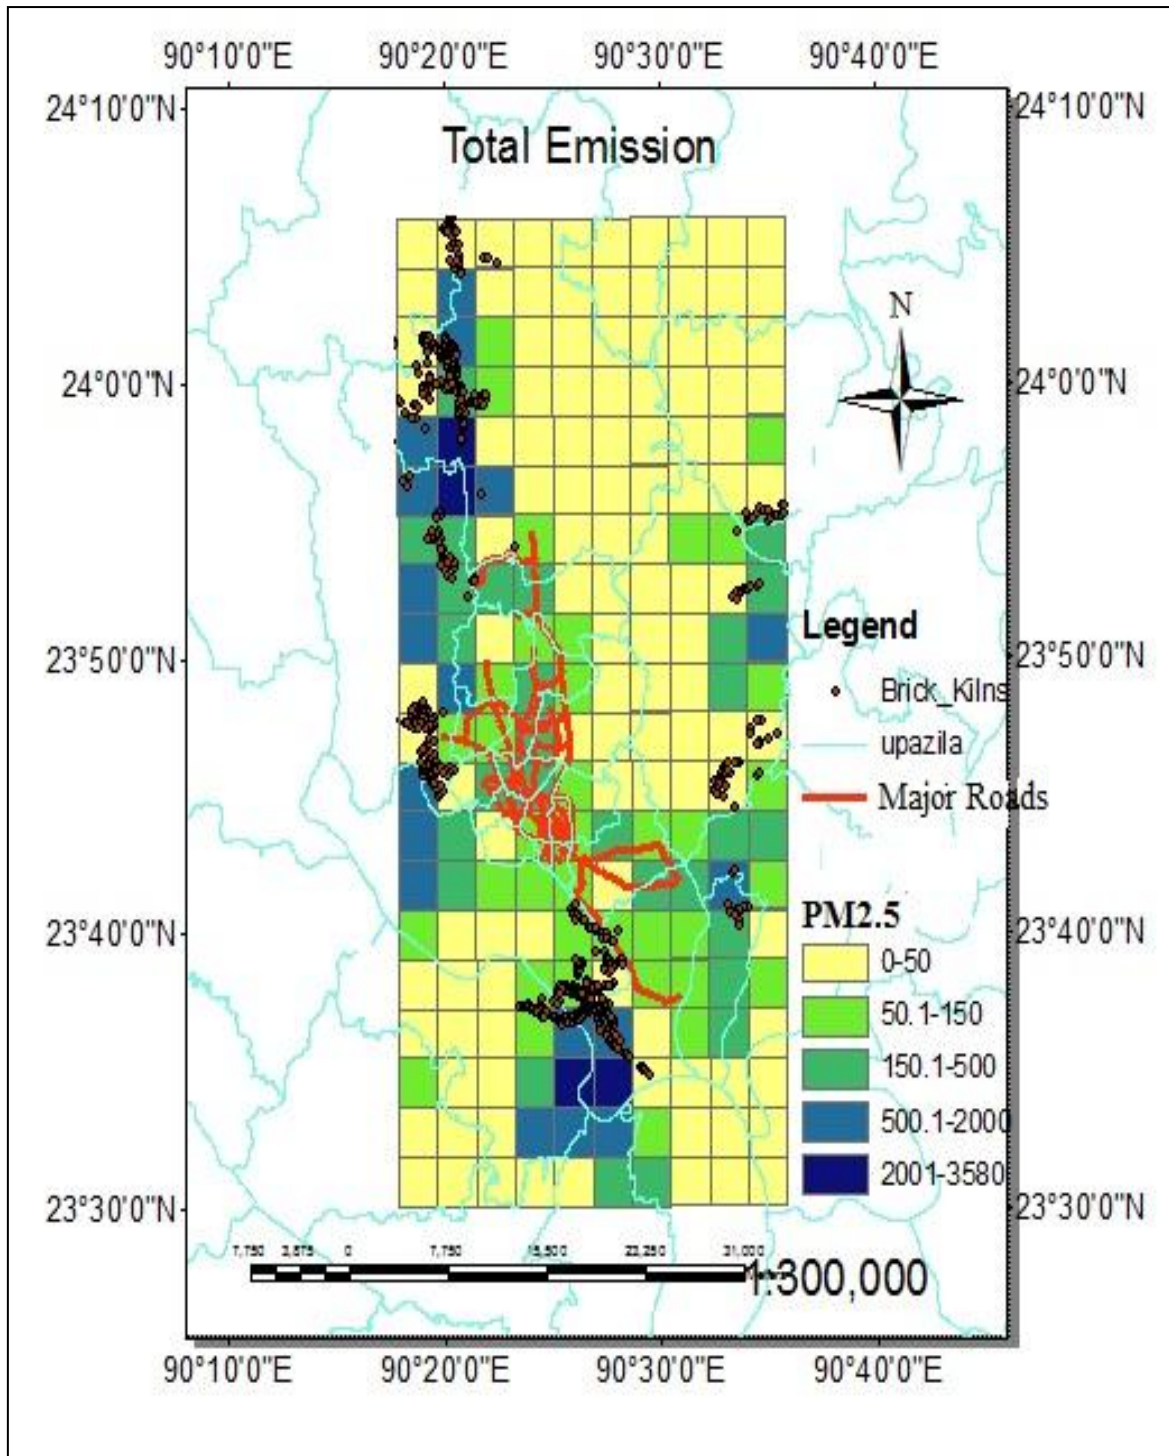 90°10'0"E 90°20'0"E 90°30'0"E 90°40'0"E
24°10'0"N 24°10'0"N
Total Emission
N
24°0'0"N 24°0'0"N
Legend
23°50'0"N 23°50'0"N
Brick_Kilns
upazila
Major Roads
PM2.5
23°40'0"N 23°40'0"N
0-50
50.1-150
150.1-500
500.1-2000
2001-3580
23°30'0"N 23°30'0"N
7,750 3,875 0 7,750 15,500 23,250 31,000
1:300,000
90°10'0"E 90°20'0"E 90°30'0"E 90°40'0"E